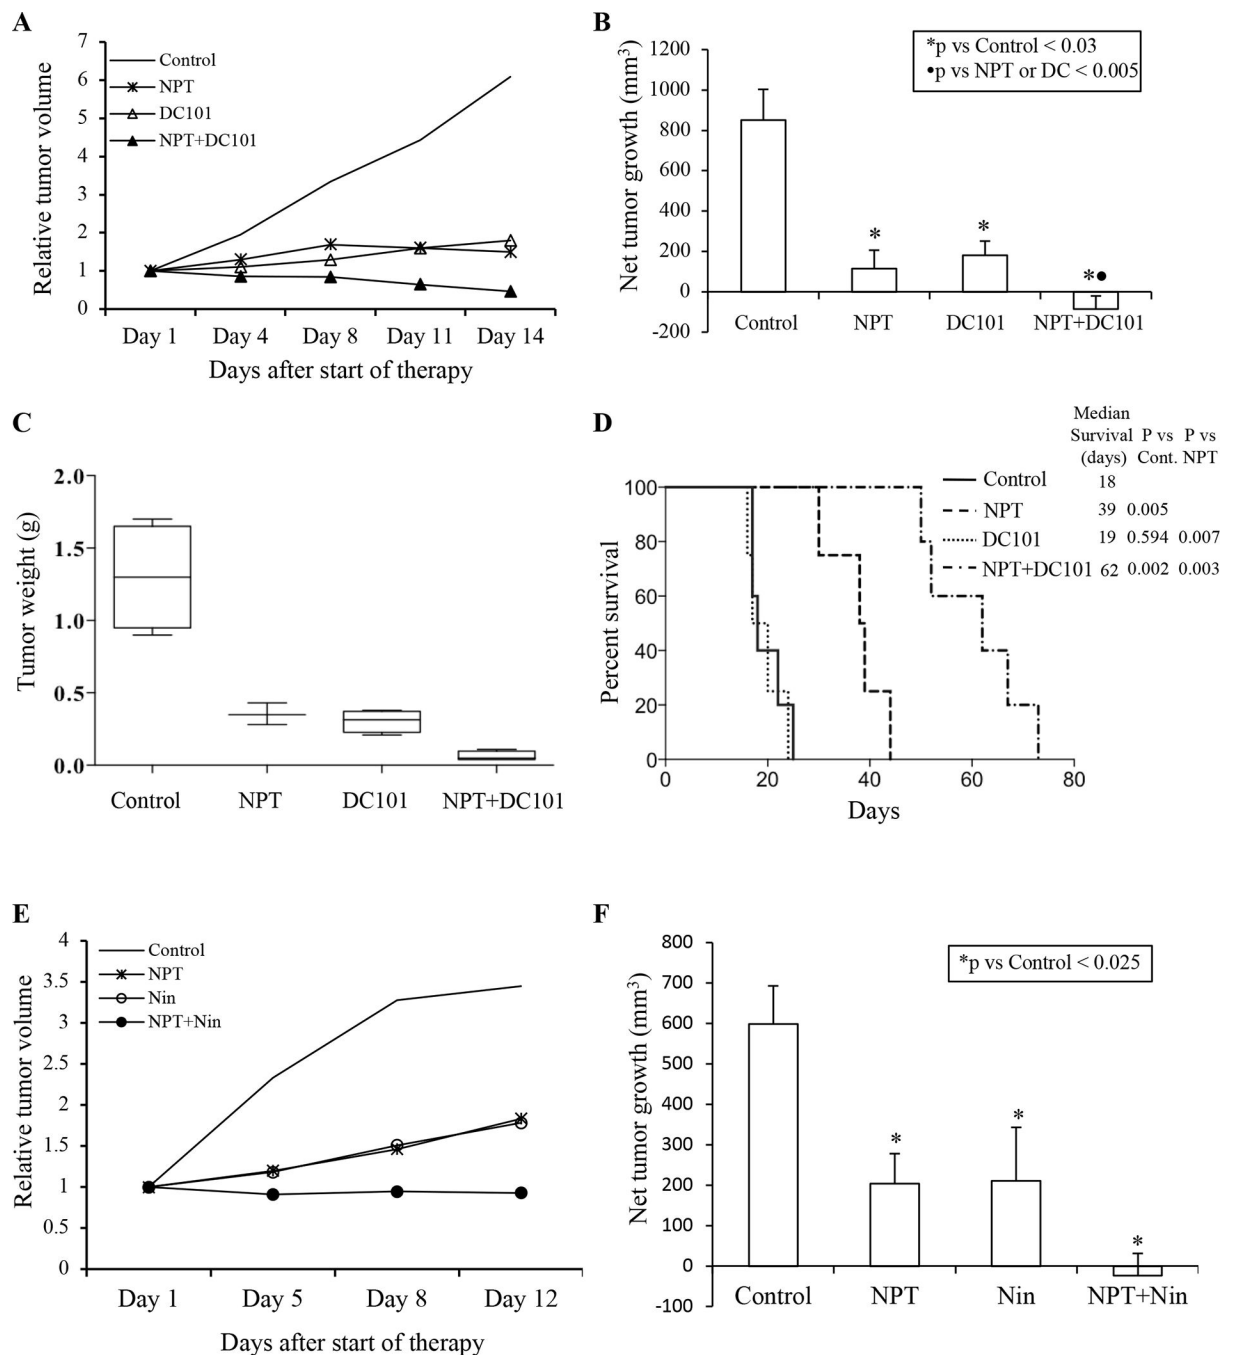 A
7
6
5
4
3
2
1
0
Relative tumor volume
Control
NPT
DC101
NPT+DC101
Day 1 Day 4 Day 8 Day 11 Day 14
Days after start of therapy
B
1200
1000
800
600
400
200
0
-200
Net tumor growth (mm³)
*p vs Control < 0.03
●p vs NPT or DC < 0.005
* * *●
Control NPT DC101 NPT+DC101
C
2.0
1.5
1.0
0.5
0.0
Tumor weight (g)
Control NPT DC101 NPT+DC101
D
Median
Survival P vs P vs
(days) Cont. NPT
Control 18
NPT 39 0.005
DC101 19 0.594 0.007
NPT+DC101 62 0.002 0.003
100
80
60
40
20
0
Percent survival
0 20 40 60 80
Days
E
4
3.5
3
2.5
2
1.5
1
0.5
0
Relative tumor volume
Control
NPT
Nin
NPT+Nin
Day 1 Day 5 Day 8 Day 12
Days after start of therapy
F
800
700
600
500
400
300
200
100
0
-100
Net tumor growth (mm³)
*p vs Control < 0.025
* * *
Control NPT Nin NPT+Nin